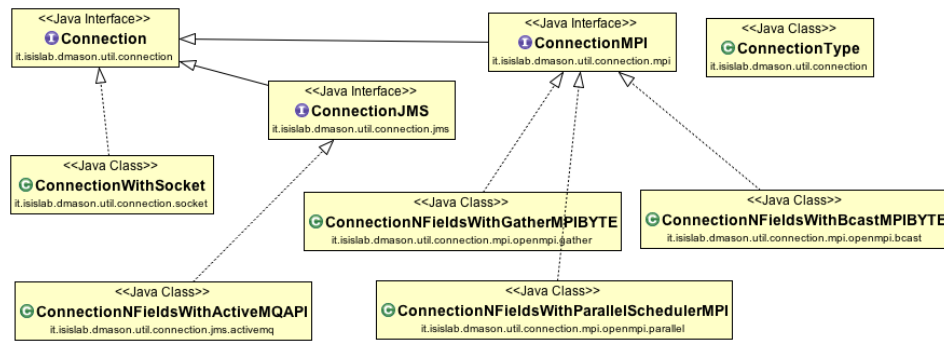 <<Java Interface>>
I Connection
it.isislab.dmason.util.connection
<<Java Interface>>
I ConnectionMPI
it.isislab.dmason.util.connection.mpi
<<Java Class>>
C ConnectionType
it.isislab.dmason.util.connection
<<Java Interface>>
I ConnectionJMS
it.isislab.dmason.util.connection.jms
<<Java Class>>
C ConnectionWithSocket
it.isislab.dmason.util.connection.socket
<<Java Class>>
C ConnectionNFieldsWithGatherMPIBYTE
it.isislab.dmason.util.connection.mpi.openmpi.gather
<<Java Class>>
C ConnectionNFieldsWithBcastMPIBYTE
it.isislab.dmason.util.connection.mpi.openmpi.bcast
<<Java Class>>
C ConnectionNFieldsWithActiveMQAPI
it.isislab.dmason.util.connection.jms.activemq
<<Java Class>>
C ConnectionNFieldsWithParallelSchedulerMPI
it.isislab.dmason.util.connection.mpi.openmpi.parallel